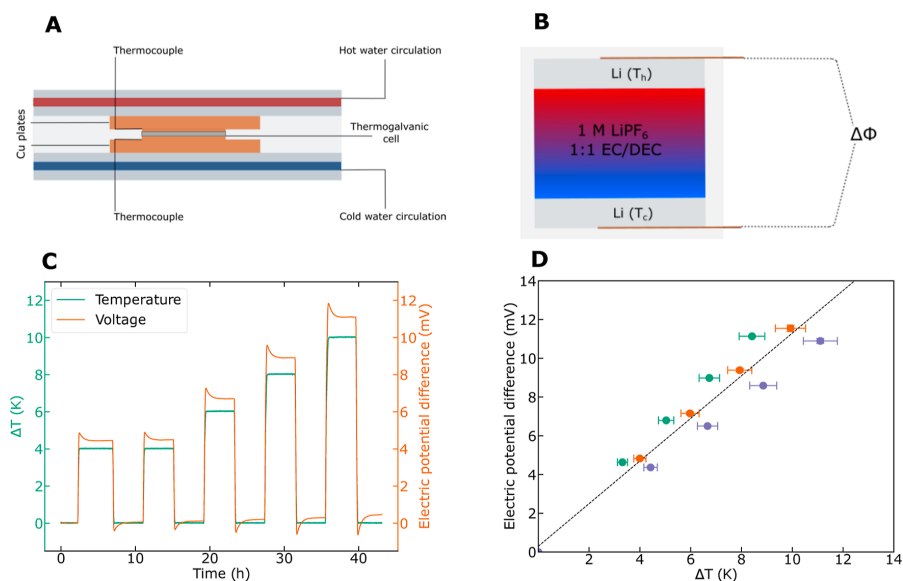 A
Thermocouple
Hot water circulation
Cu plates
Thermogalvanic
cell
Thermocouple
Cold water circulation
B
Li (Tₕ)
1 M LiPF₆
1:1 EC/DEC
ΔΦ
Li (T꜀)
C
Temperature
Voltage
ΔT (K)
12
10
8
6
4
2
0
12
10
8
6
4
2
0
Electric potential difference (mV)
0
10
20
30
40
Time (h)
D
Electric potential difference (mV)
14
12
10
8
6
4
2
0
2
4
6
8
10
12
14
ΔT (K)